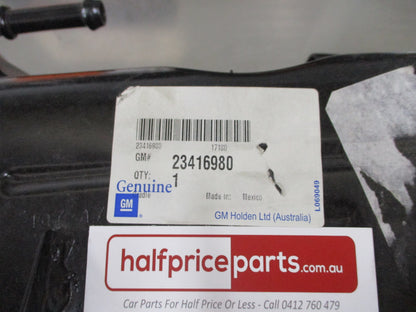 23416980 17100
GM# 23416980
QTY: 1
Genuine
Made in: Mexico
GM
GM Holden Ltd (Australia)
L069049
halfpriceparts.com.au
Car Parts For Half Price Or Less - Call 0412 760 479